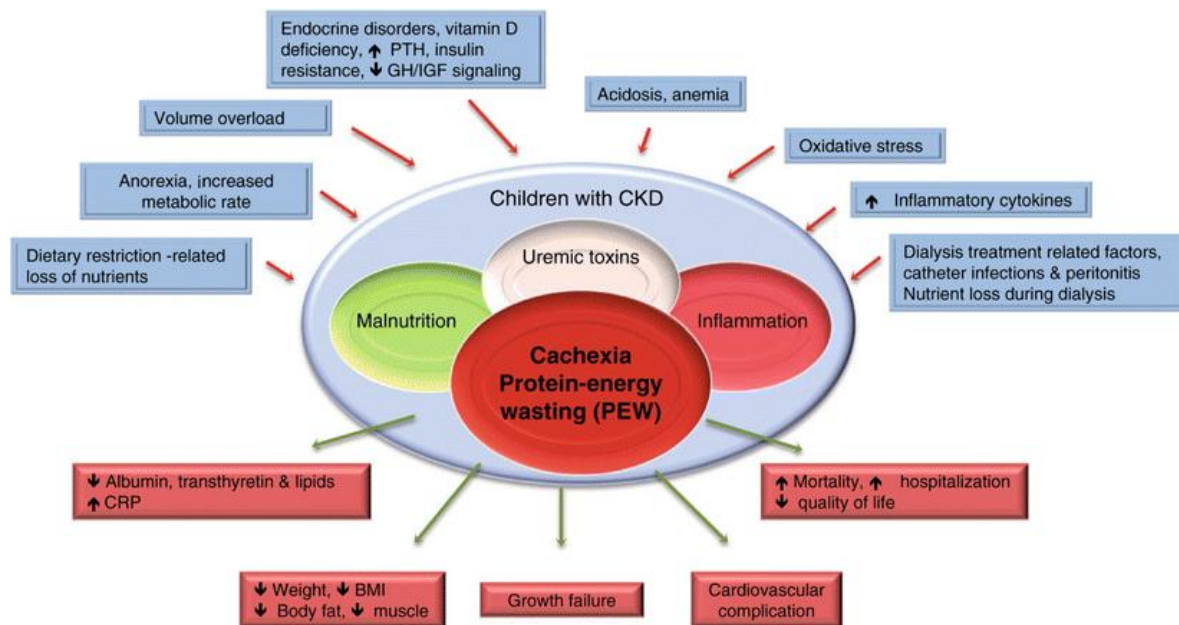 Endocrine disorders, vitamin D
deficiency, ↑ PTH, insulin
resistance, ↓ GH/IGF signaling
Acidosis, anemia
Volume overload
Oxidative stress
Anorexia, increased
metabolic rate
↑ Inflammatory cytokines
Dietary restriction -related
loss of nutrients
Dialysis treatment related factors,
catheter infections & peritonitis
Nutrient loss during dialysis
Children with CKD
Uremic toxins
Malnutrition
Inflammation
Cachexia
Protein-energy
wasting (PEW)
↓ Albumin, transthyretin & lipids
↑ CRP
↑ Mortality, ↑ hospitalization
↓ quality of life
↓ Weight, ↓ BMI
↓ Body fat, ↓ muscle
Growth failure
Cardiovascular
complication